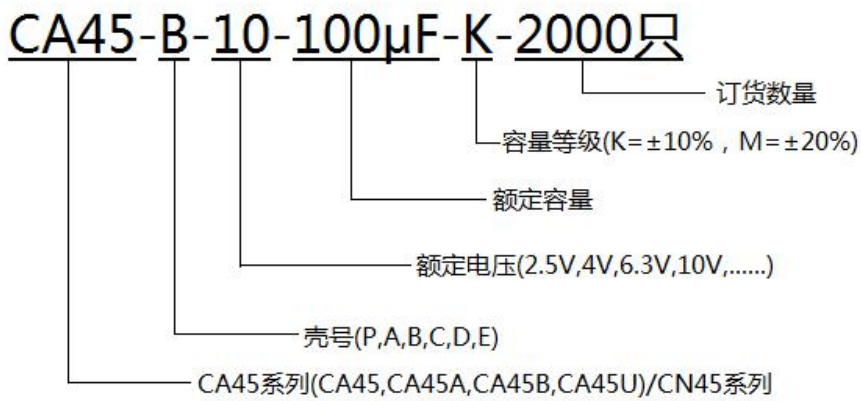 CA45-B-10-100μF-K-2000只
订货数量
容量等级(K=±10%，M=±20%)
额定容量
额定电压(2.5V,4V,6.3V,10V,......)
壳号(P,A,B,C,D,E)
CA45系列(CA45,CA45A,CA45B,CA45U)/CN45系列